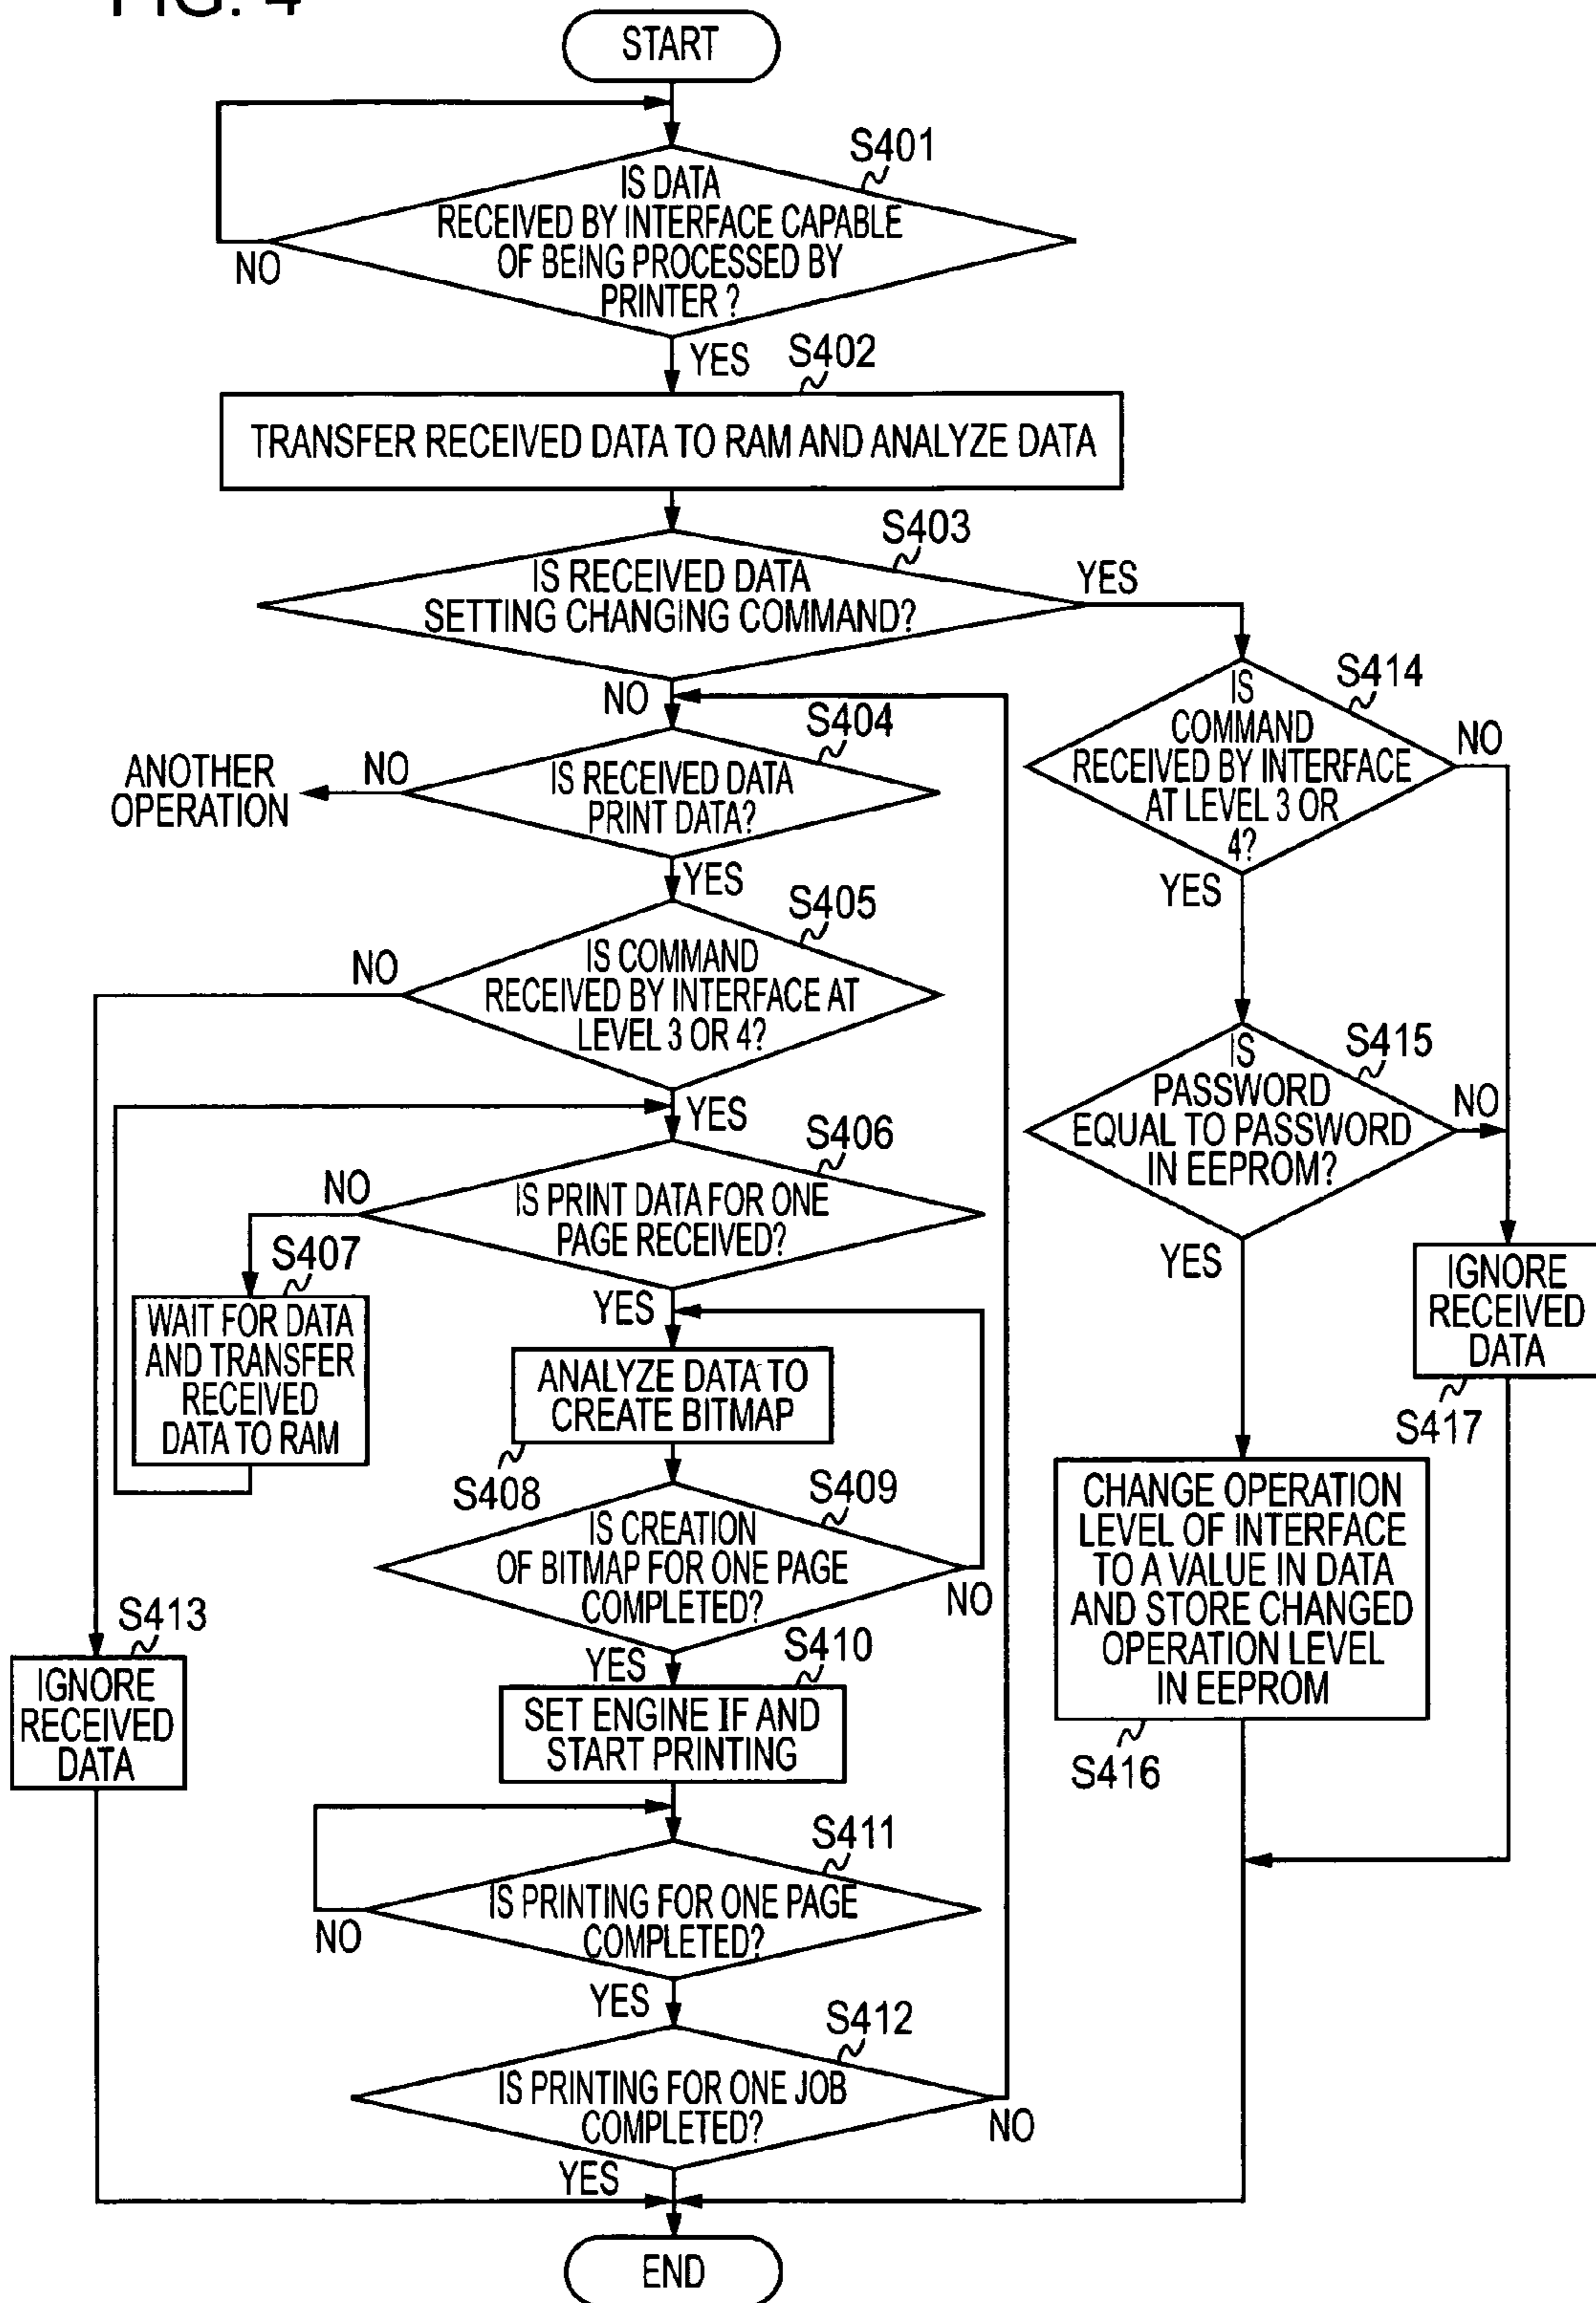 FIG. 4
START
S401
IS DATA
RECEIVED BY INTERFACE CAPABLE
OF BEING PROCESSED BY
PRINTER ?
NO
YES
S402
TRANSFER RECEIVED DATA TO RAM AND ANALYZE DATA
S403
IS RECEIVED DATA
SETTING CHANGING COMMAND?
YES
NO
S404
IS RECEIVED DATA
PRINT DATA?
NO
ANOTHER
OPERATION
YES
S405
IS COMMAND
RECEIVED BY INTERFACE AT
LEVEL 3 OR 4?
NO
YES
S406
IS PRINT DATA FOR ONE
PAGE RECEIVED?
NO
S407
WAIT FOR DATA
AND TRANSFER
RECEIVED
DATA TO RAM
YES
ANALYZE DATA TO
CREATE BITMAP
S408
S409
IS CREATION
OF BITMAP FOR ONE PAGE
COMPLETED?
NO
YES
S410
SET ENGINE IF AND
START PRINTING
S411
IS PRINTING FOR ONE PAGE
COMPLETED?
NO
YES
S412
IS PRINTING FOR ONE JOB
COMPLETED?
NO
YES
S413
IGNORE
RECEIVED
DATA
S414
IS
COMMAND
RECEIVED BY INTERFACE
AT LEVEL 3 OR
4?
NO
YES
S415
IS
PASSWORD
EQUAL TO PASSWORD
IN EEPROM?
NO
YES
IGNORE
RECEIVED
DATA
S417
CHANGE OPERATION
LEVEL OF INTERFACE
TO A VALUE IN DATA
AND STORE CHANGED
OPERATION LEVEL
IN EEPROM
S416
END